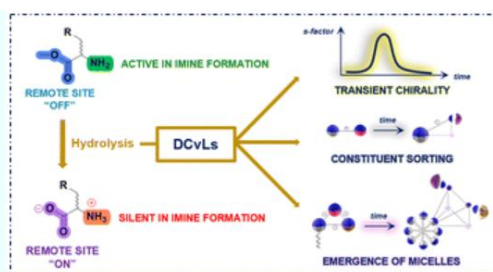 R
O
O
NH₂
ACTIVE IN IMINE FORMATION
REMOTE SITE
"OFF"
Hydrolysis
DCvLs
R
⊖
O
O
⊕
NH₃
SILENT IN IMINE FORMATION
REMOTE SITE
"ON"
s-factor
time
TRANSIENT CHIRALITY
time
CONSTITUENT SORTING
time
EMERGENCE OF MICELLES